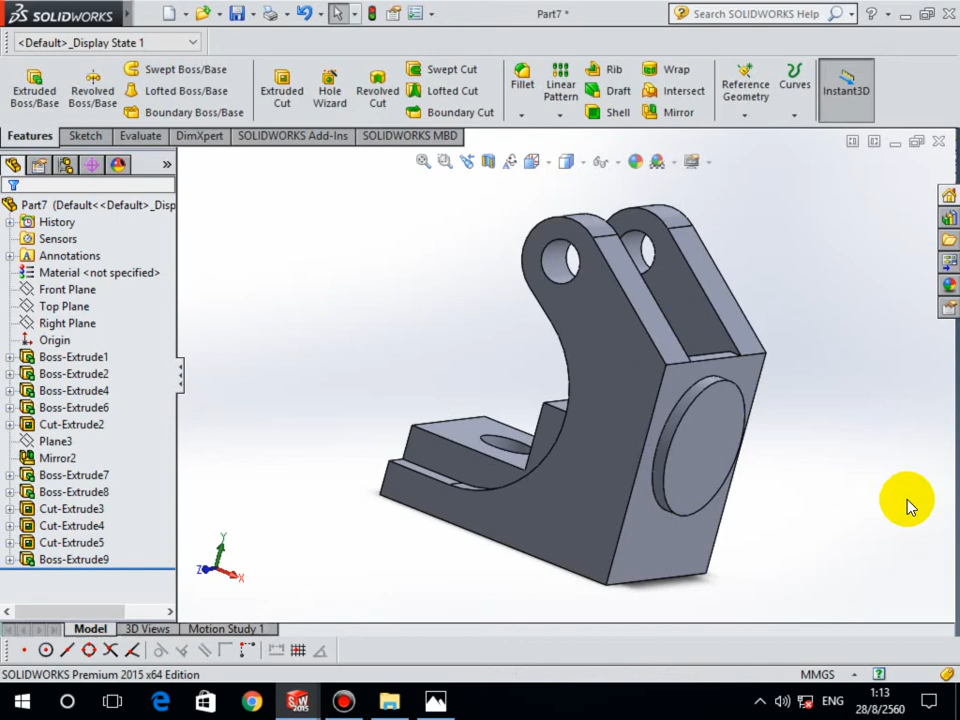 SOLIDWORKS
Part7 *
Search SOLIDWORKS Help
<Default>_Display State 1
Extruded Boss/Base
Revolved Boss/Base
Swept Boss/Base
Lofted Boss/Base
Boundary Boss/Base
Extruded Cut
Hole Wizard
Revolved Cut
Swept Cut
Lofted Cut
Boundary Cut
Fillet
Linear Pattern
Rib
Draft
Shell
Wrap
Intersect
Mirror
Reference Geometry
Curves
Instant3D
Features Sketch Evaluate DimXpert SOLIDWORKS Add-Ins SOLIDWORKS MBD
Part7 (Default<<Default>_Disp
History
Sensors
Annotations
Material <not specified>
Front Plane
Top Plane
Right Plane
Origin
Boss-Extrude1
Boss-Extrude2
Boss-Extrude4
Boss-Extrude6
Cut-Extrude2
Plane3
Mirror2
Boss-Extrude7
Boss-Extrude8
Cut-Extrude3
Cut-Extrude4
Cut-Extrude5
Boss-Extrude9
Y
Z
X
Model 3D Views Motion Study 1
SOLIDWORKS Premium 2015 x64 Edition
MMGS
SW
2015
ENG
1:13
28/8/2560